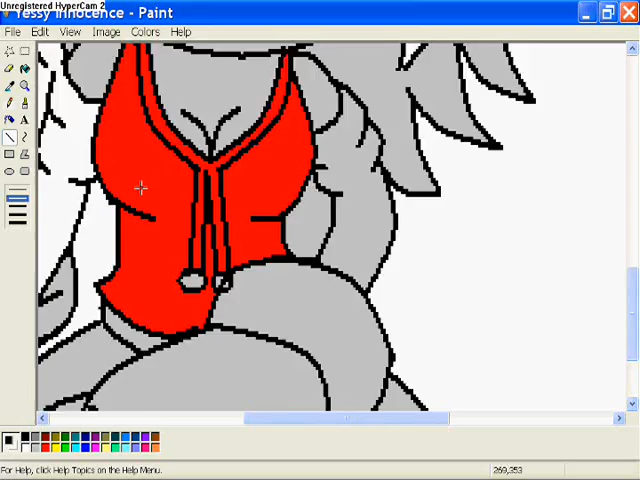 Unregistered HyperCam 2
Yessy Innocence - Paint
File Edit View Image Colors Help
A
For Help, click Help Topics on the Help Menu.
269,353